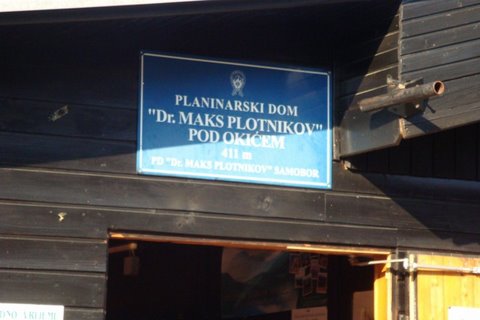 PLANINARSKI DOM
"Dr. MAKS PLOTNIKOV"
POD OKIĆEM
411 m
PD "Dr. MAKS PLOTNIKOV" SAMOBOR